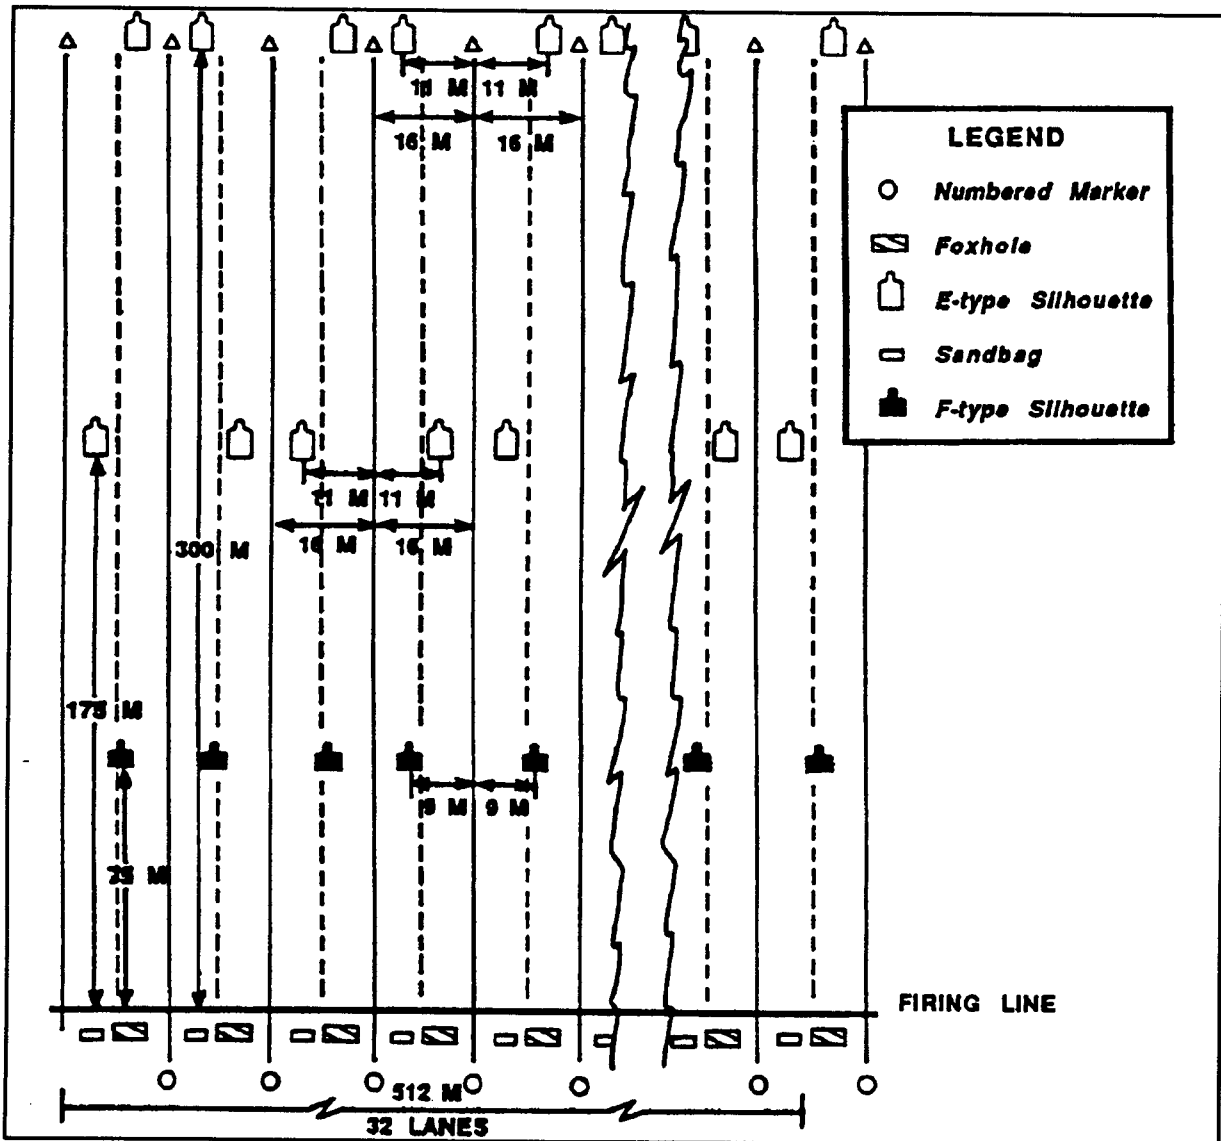 11 M 11 M
16 M 16 M
LEGEND
Numbered Marker
Foxhole
E-type Silhouette
Sandbag
F-type Silhouette
11 M 11 M
16 M 16 M
300 M
175 M
9 M 9 M
75 M
FIRING LINE
512 M
32 LANES